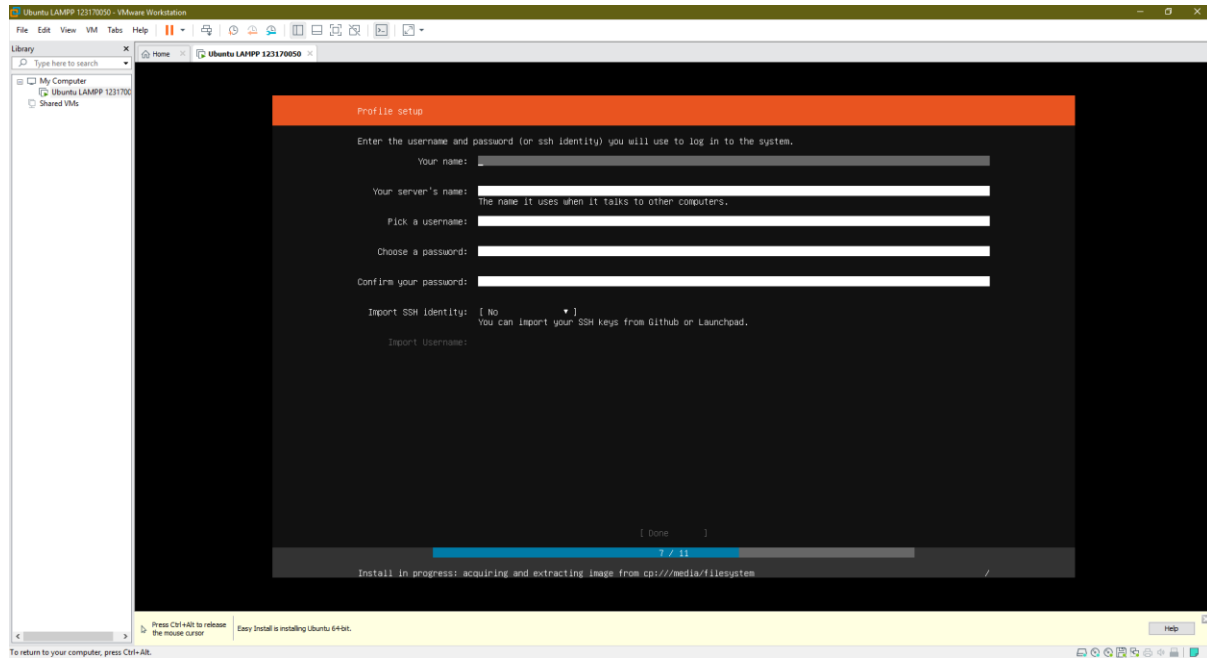 Ubuntu LAMPP 123170050 - VMware Workstation
File Edit View VM Tabs Help
Library
Home
Ubuntu LAMPP 123170050
Type here to search
My Computer
Ubuntu LAMPP 123170
Shared VMs
Profile setup
Enter the username and password (or ssh identity) you will use to log in to the system.
Your name:
Your server's name:
The name it uses when it talks to other computers.
Pick a username:
Choose a password:
Confirm your password:
Import SSH identity: [ No ▾ ]
You can import your SSH keys from Github or Launchpad.
Import Username:
[ Done ]
7 / 11
Install in progress: acquiring and extracting image from cp:///media/filesystem /
Press Ctrl+Alt to release
the mouse cursor
Easy Install is installing Ubuntu 64-bit.
Help
To return to your computer, press Ctrl+Alt.